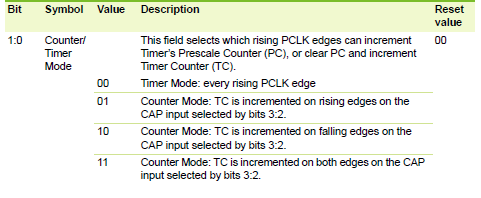 Bit Symbol Value Description Reset
value
1:0 Counter/ This field selects which rising PCLK edges can increment 00
Timer Timer's Prescale Counter (PC), or clear PC and increment
Mode Timer Counter (TC).
00 Timer Mode: every rising PCLK edge
01 Counter Mode: TC is incremented on rising edges on the
CAP input selected by bits 3:2.
10 Counter Mode: TC is incremented on falling edges on the
CAP input selected by bits 3:2.
11 Counter Mode: TC is incremented on both edges on the CAP
input selected by bits 3:2.